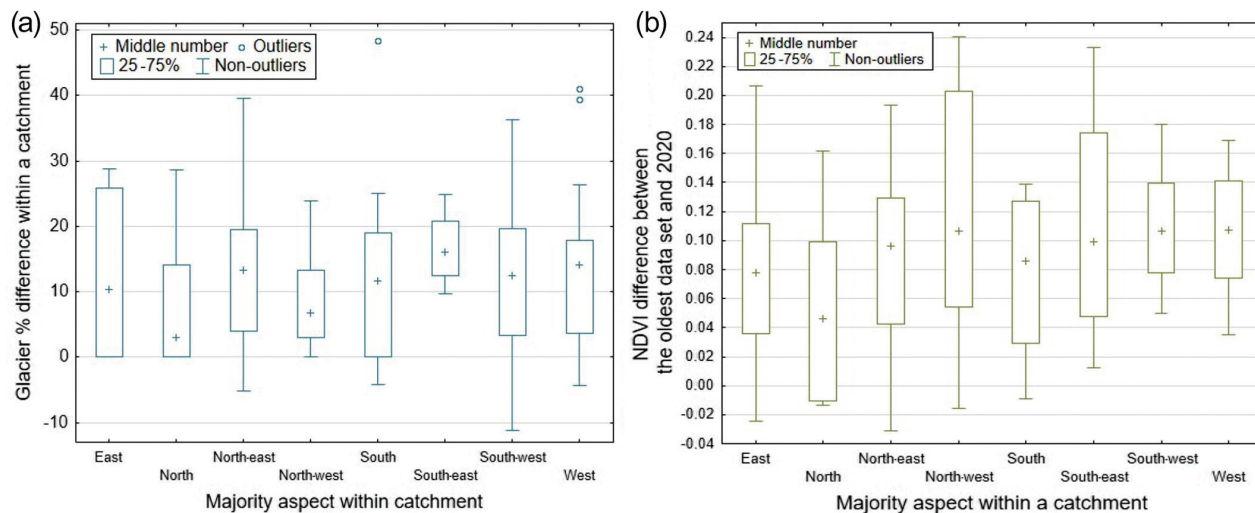 (a)
Glacier % difference within a catchment
50
40
30
20
10
0
-10
+ Middle number
Outliers
25-75%
Non-outliers
East
North
North-east
North-west
South
South-east
South-west
West
Majority aspect within catchment
(b)
NDVI difference between
the oldest data set and 2020
0.24
0.22
0.20
0.18
0.16
0.14
0.12
0.10
0.08
0.06
0.04
0.02
0.00
-0.02
-0.04
+ Middle number
25-75%
Non-outliers
East
North
North-east
North-west
South
South-east
South-west
West
Majority aspect within a catchment